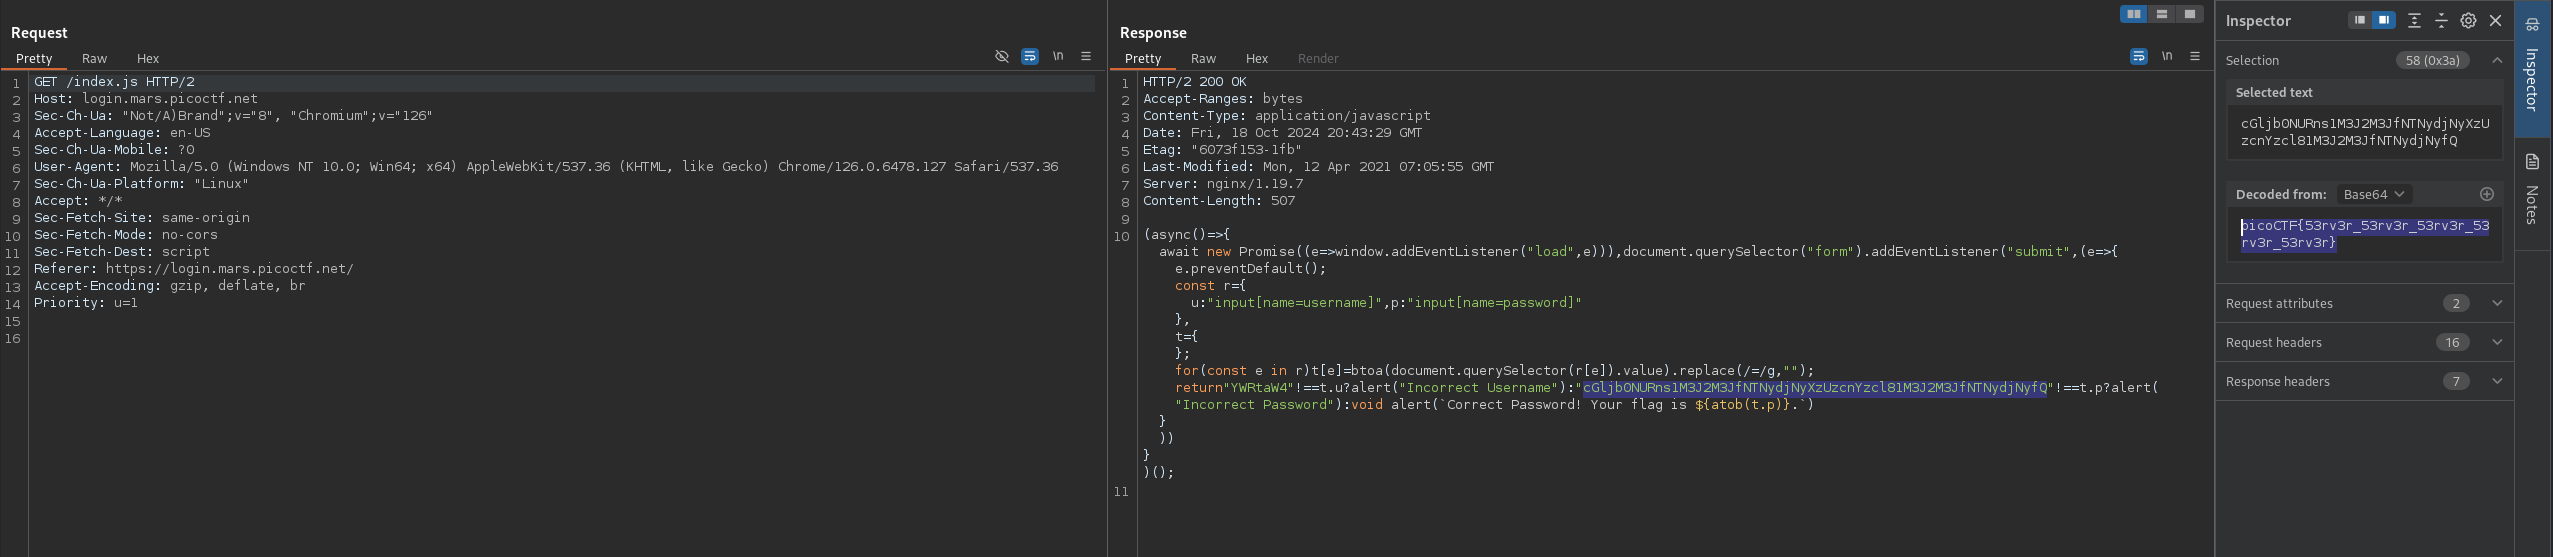 Request
Pretty Raw Hex \n
1 GET /index.js HTTP/2
2 Host: login.mars.picoctf.net
3 Sec-Ch-Ua: "Not/A)Brand";v="8", "Chromium";v="126"
4 Accept-Language: en-US
5 Sec-Ch-Ua-Mobile: ?0
6 User-Agent: Mozilla/5.0 (Windows NT 10.0; Win64; x64) AppleWebKit/537.36 (KHTML, like Gecko) Chrome/126.0.6478.127 Safari/537.36
7 Sec-Ch-Ua-Platform: "Linux"
8 Accept: */*
9 Sec-Fetch-Site: same-origin
10 Sec-Fetch-Mode: no-cors
11 Sec-Fetch-Dest: script
12 Referer: https://login.mars.picoctf.net/
13 Accept-Encoding: gzip, deflate, br
14 Priority: u=1
15
16
Response
Pretty Raw Hex Render \n
1 HTTP/2 200 OK
2 Accept-Ranges: bytes
3 Content-Type: application/javascript
4 Date: Fri, 18 Oct 2024 20:43:29 GMT
5 Etag: "6073f153-1fb"
6 Last-Modified: Mon, 12 Apr 2021 07:05:55 GMT
7 Server: nginx/1.19.7
8 Content-Length: 507
9
10 (async()=>{
await new Promise((e=>window.addEventListener("load",e))),document.querySelector("form").addEventListener("submit",(e=>{
e.preventDefault();
const r={
u:"input[name=username]",p:"input[name=password]"
},
t={
};
for(const e in r)t[e]=btoa(document.querySelector(r[e]).value).replace(/=/g,"");
return"YWRtaW4"!==t.u?alert("Incorrect Username"):"cGljb0NURns1M3J2M3JfNTNydjNyXzUzcnYzcl81M3J2M3JfNTNydjNyfQ"!==t.p?alert(
"Incorrect Password"):void alert(`Correct Password! Your flag is ${atob(t.p)}.`)
}
))
}
)();
11
Inspector
Selection 58 (0x3a)
Selected text
cGljb0NURns1M3J2M3JfNTNydjNyXzU
zcnYzcl81M3J2M3JfNTNydjNyfQ
Decoded from: Base64
picoCTF{53rv3r_53rv3r_53rv3r_53
rv3r_53rv3r}
Request attributes 2
Request headers 16
Response headers 7
Inspector
Notes